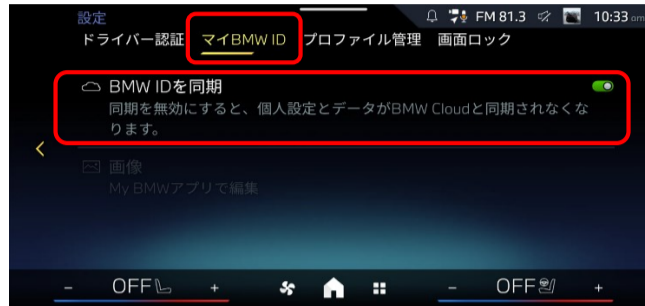 設定
FM 81.3
10:33 am
ドライバー認証 マイBMW ID プロファイル管理 画面ロック
BMW IDを同期
同期を無効にすると、個人設定とデータがBMW Cloudと同期されなくな
ります。
画像
My BMWアプリで編集
- OFF + - OFF +